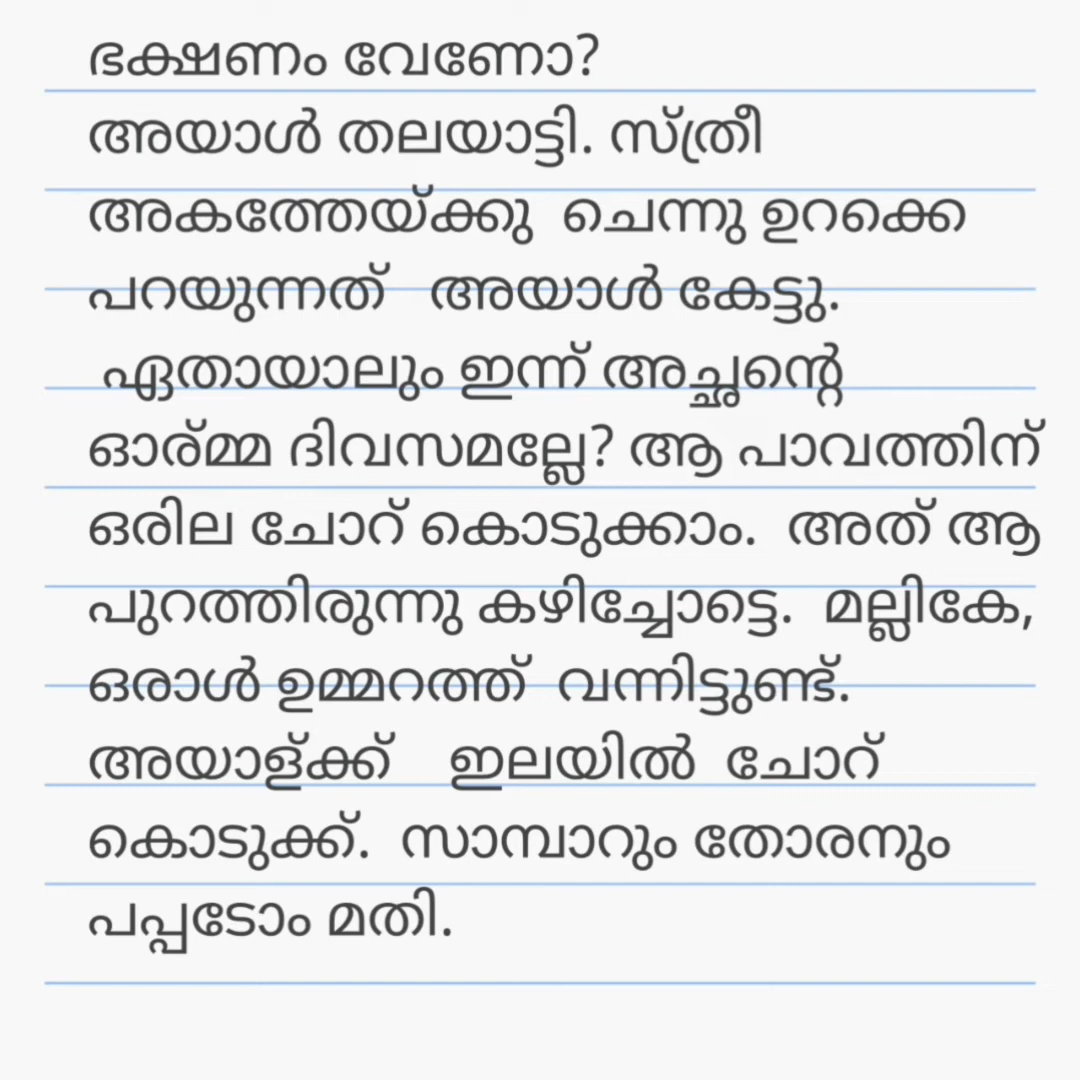 ഭക്ഷണം വേണോ?
അയാൾ തലയാട്ടി. സ്ത്രീ
അകത്തേയ്ക്കു ചെന്നു ഉറക്കെ
പറയുന്നത് അയാൾ കേട്ടു.
ഏതായാലും ഇന്ന് അച്ഛന്റെ
ഓര്മ്മ ദിവസമല്ലേ? ആ പാവത്തിന്
ഒരില ചോറ് കൊടുക്കാം. അത് ആ
പുറത്തിരുന്നു കഴിച്ചോട്ടെ. മല്ലികേ,
ഒരാൾ ഉമ്മറത്ത് വന്നിട്ടുണ്ട്.
അയാള്ക്ക് ഇലയിൽ ചോറ്
കൊടുക്ക്. സാമ്പാറും തോരനും
പപ്പടോം മതി.